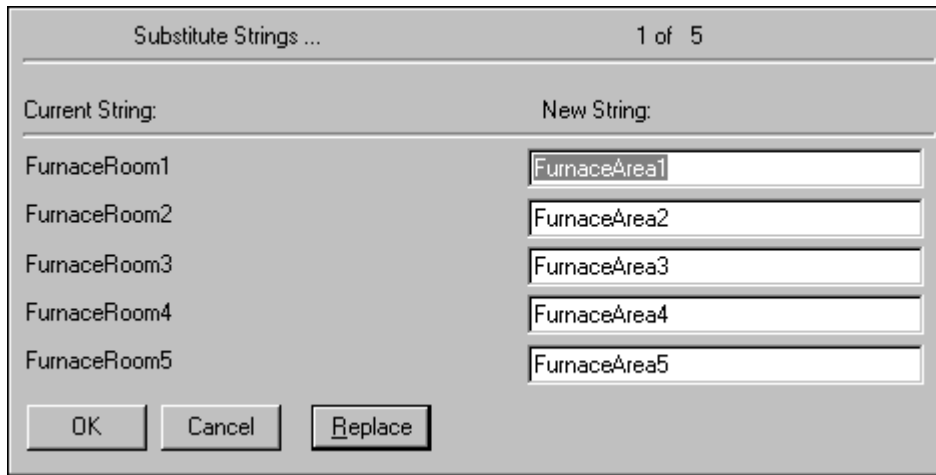 Substitute Strings ... 1 of 5
Current String: New String:
FurnaceRoom1 FurnaceArea1
FurnaceRoom2 FurnaceArea2
FurnaceRoom3 FurnaceArea3
FurnaceRoom4 FurnaceArea4
FurnaceRoom5 FurnaceArea5
OK Cancel Replace